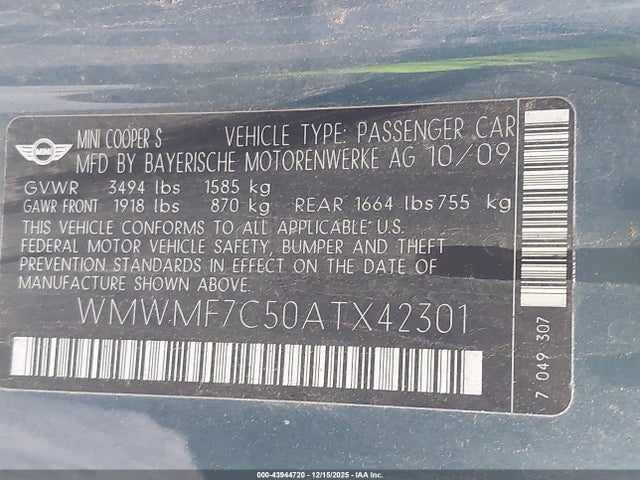 MINI
MINI COOPER S VEHICLE TYPE: PASSENGER CAR
MFD BY BAYERISCHE MOTORENWERKE AG 10/09
GVWR 3494 lbs 1585 kg
GAWR FRONT 1918 lbs 870 kg REAR 1664 lbs 755 kg
THIS VEHICLE CONFORMS TO ALL APPLICABLE U.S.
FEDERAL MOTOR VEHICLE SAFETY, BUMPER AND THEFT
PREVENTION STANDARDS IN EFFECT ON THE DATE OF
MANUFACTURE SHOWN ABOVE.
WMWMF7C50ATX42301
7 049 307
000-43944720 12/15/2025 IAA Inc.